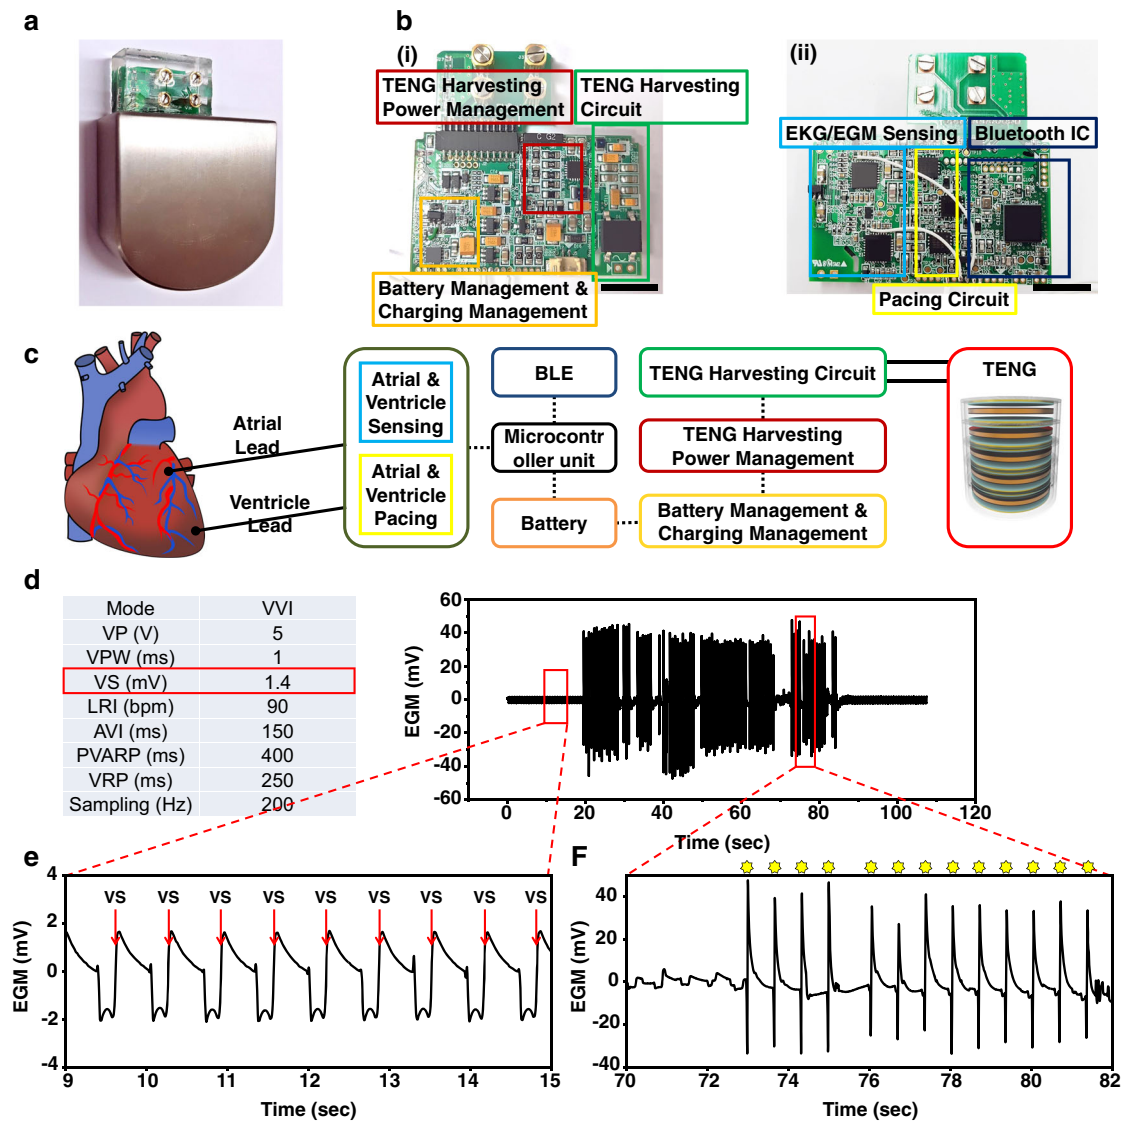 a
b
(i)
TENG Harvesting
Power Management
TENG Harvesting
Circuit
Battery Management &
Charging Management
(ii)
EKG/EGM Sensing
Bluetooth IC
Pacing Circuit
c
Atrial
Lead
Ventricle
Lead
Atrial &
Ventricle
Sensing
Atrial &
Ventricle
Pacing
BLE
Microcontr
oller unit
Battery
TENG Harvesting Circuit
TENG Harvesting
Power Management
Battery Management &
Charging Management
TENG
d
Mode VVI
VP (V) 5
VPW (ms) 1
VS (mV) 1.4
LRI (bpm) 90
AVI (ms) 150
PVARP (ms) 400
VRP (ms) 250
Sampling (Hz) 200
EGM (mV)
60
40
20
0
-20
-40
-60
0 20 40 60 80 100 120
Time (sec)
e
EGM (mV)
4
2
0
-2
-4
VS VS VS VS VS VS VS VS VS
9 10 11 12 13 14 15
Time (sec)
F
EGM (mV)
40
20
0
-20
-40
70 72 74 76 78 80 82
Time (sec)